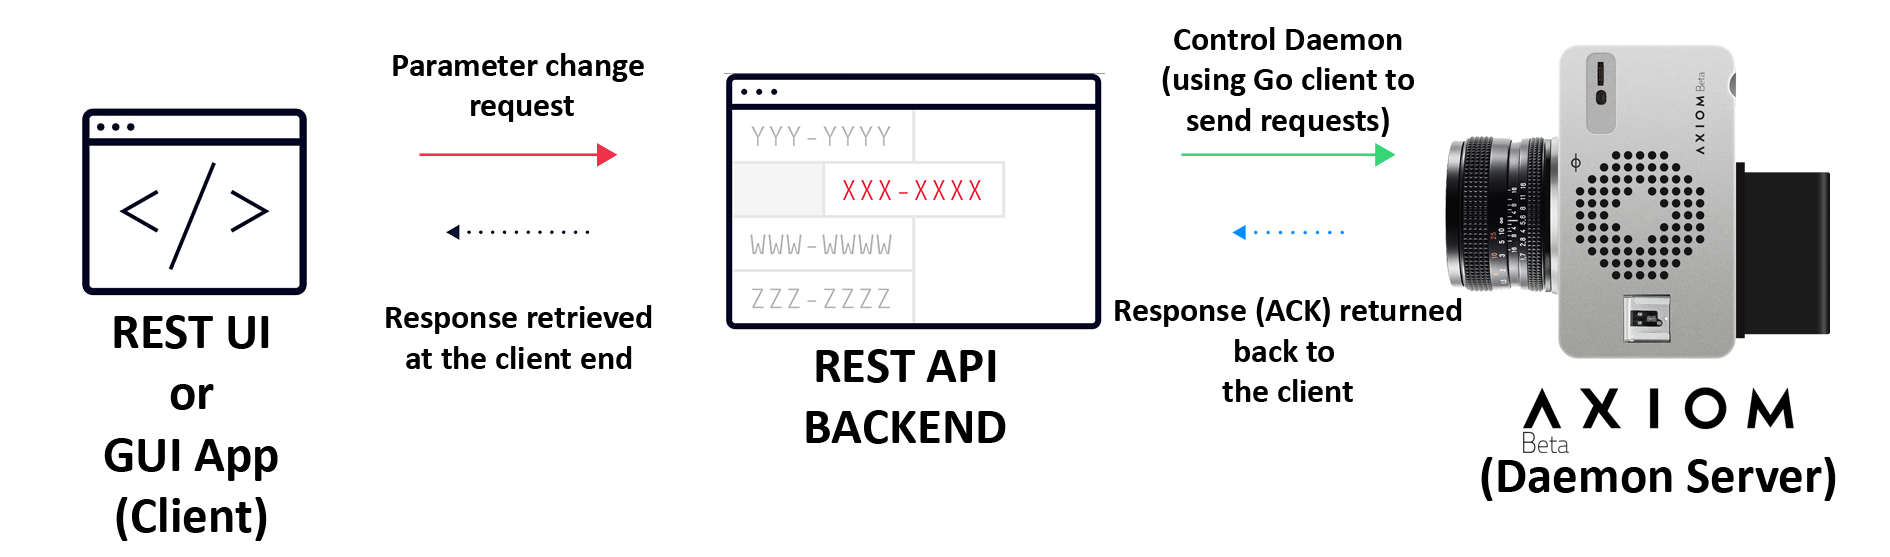 Parameter change
request
Response retrieved
at the client end
</>
REST UI
or
GUI App
(Client)
YYY-YYYY
XXX-XXXX
WWW-WWWW
ZZZ-ZZZZ
REST API
BACKEND
Control Daemon
(using Go client to
send requests)
Response (ACK) returned
back to
the client
AXIOM Beta
AXIOM
Beta
(Daemon Server)